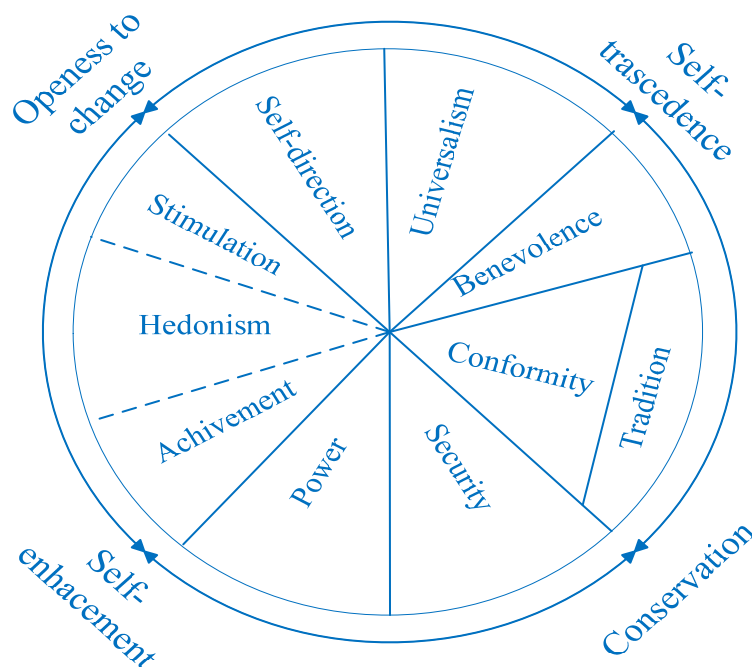 Openess to
change
Self-
trascedence
Self-direction
Universalism
Stimulation
Benevolence
Hedonism
Conformity
Tradition
Achivement
Power
Security
Self-
enhacement
Conservation